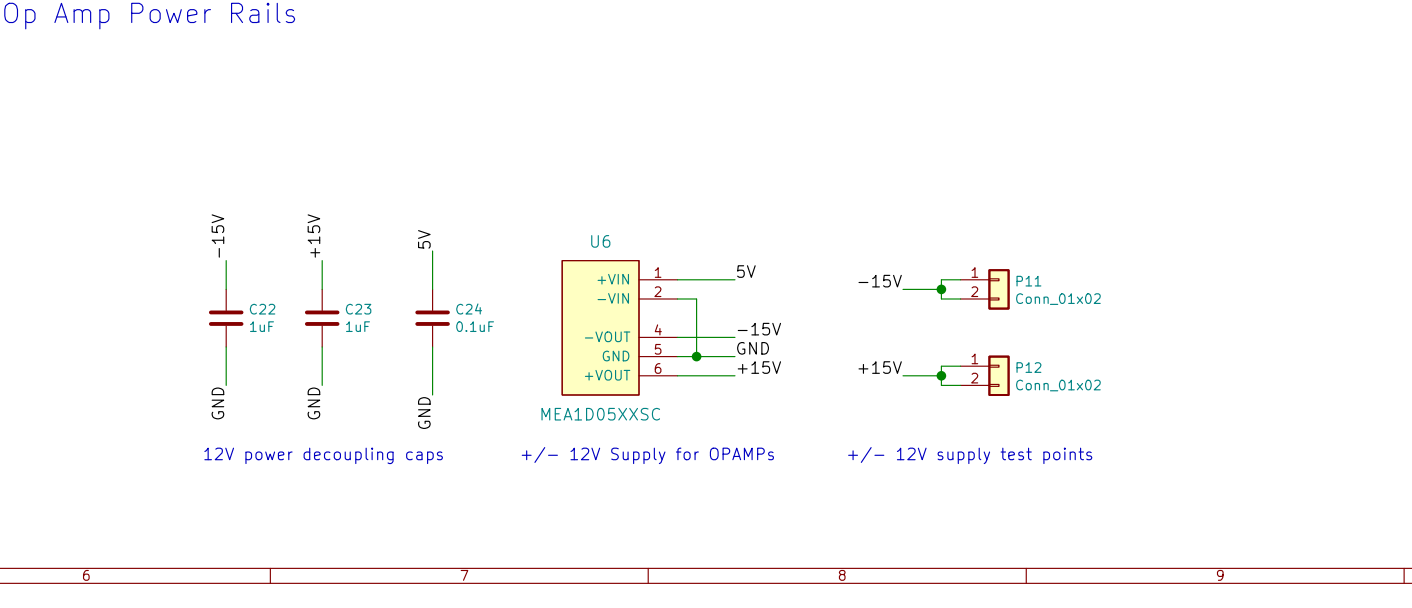 Op Amp Power Rails
-15V
+15V
5V
C22
1uF
C23
1uF
C24
0.1uF
GND
GND
GND
12V power decoupling caps
U6
+VIN
1
5V
-VIN
2
-VOUT
4
-15V
GND
5
GND
+VOUT
6
+15V
MEA1D05XXSC
+/- 12V Supply for OPAMPs
-15V
1
2
P11
Conn_01x02
+15V
1
2
P12
Conn_01x02
+/- 12V supply test points
6
7
8
9